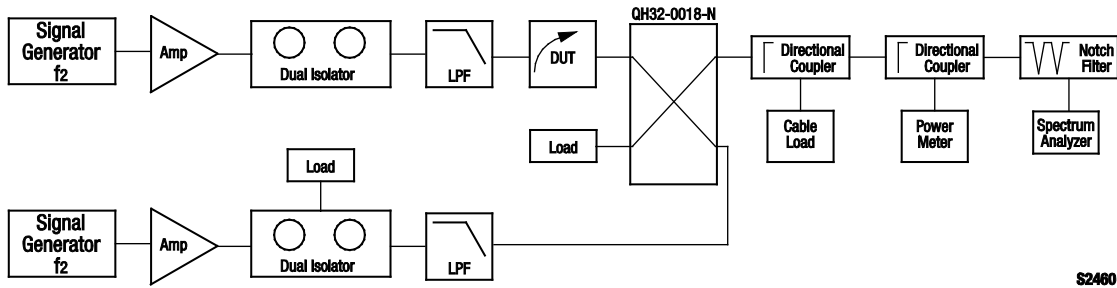 QH32-0018-N
Signal
Generator
f2
Amp
Dual Isolator
LPF
DUT
Directional
Coupler
Directional
Coupler
Notch
Filter
Load
Cable
Load
Power
Meter
Spectrum
Analyzer
Load
Signal
Generator
f2
Amp
Dual Isolator
LPF
S2460